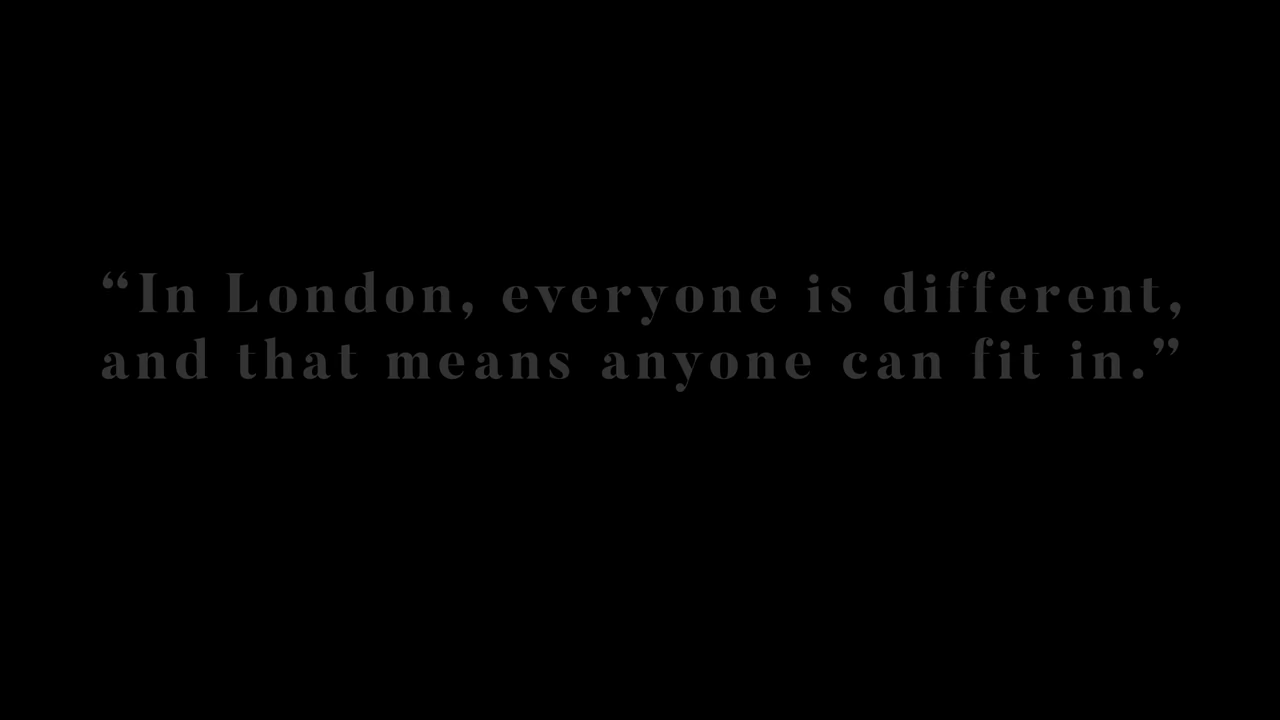 “In London, everyone is different,
and that means anyone can fit in.”